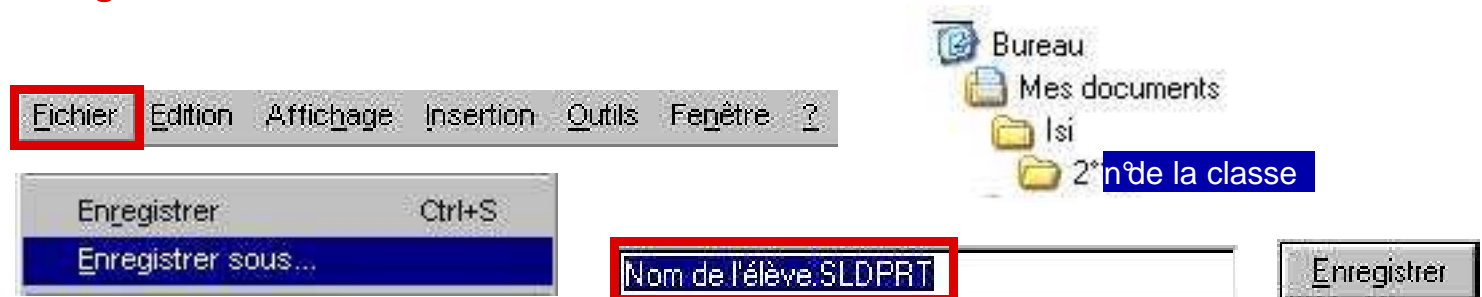 Bureau
Mes documents
Isi
2° n°de la classe
Fichier Edition Affichage Insertion Outils Fenêtre ?
Enregistrer Ctrl+S
Enregistrer sous...
Nom de l'élève.SLDPRT
Enregistrer